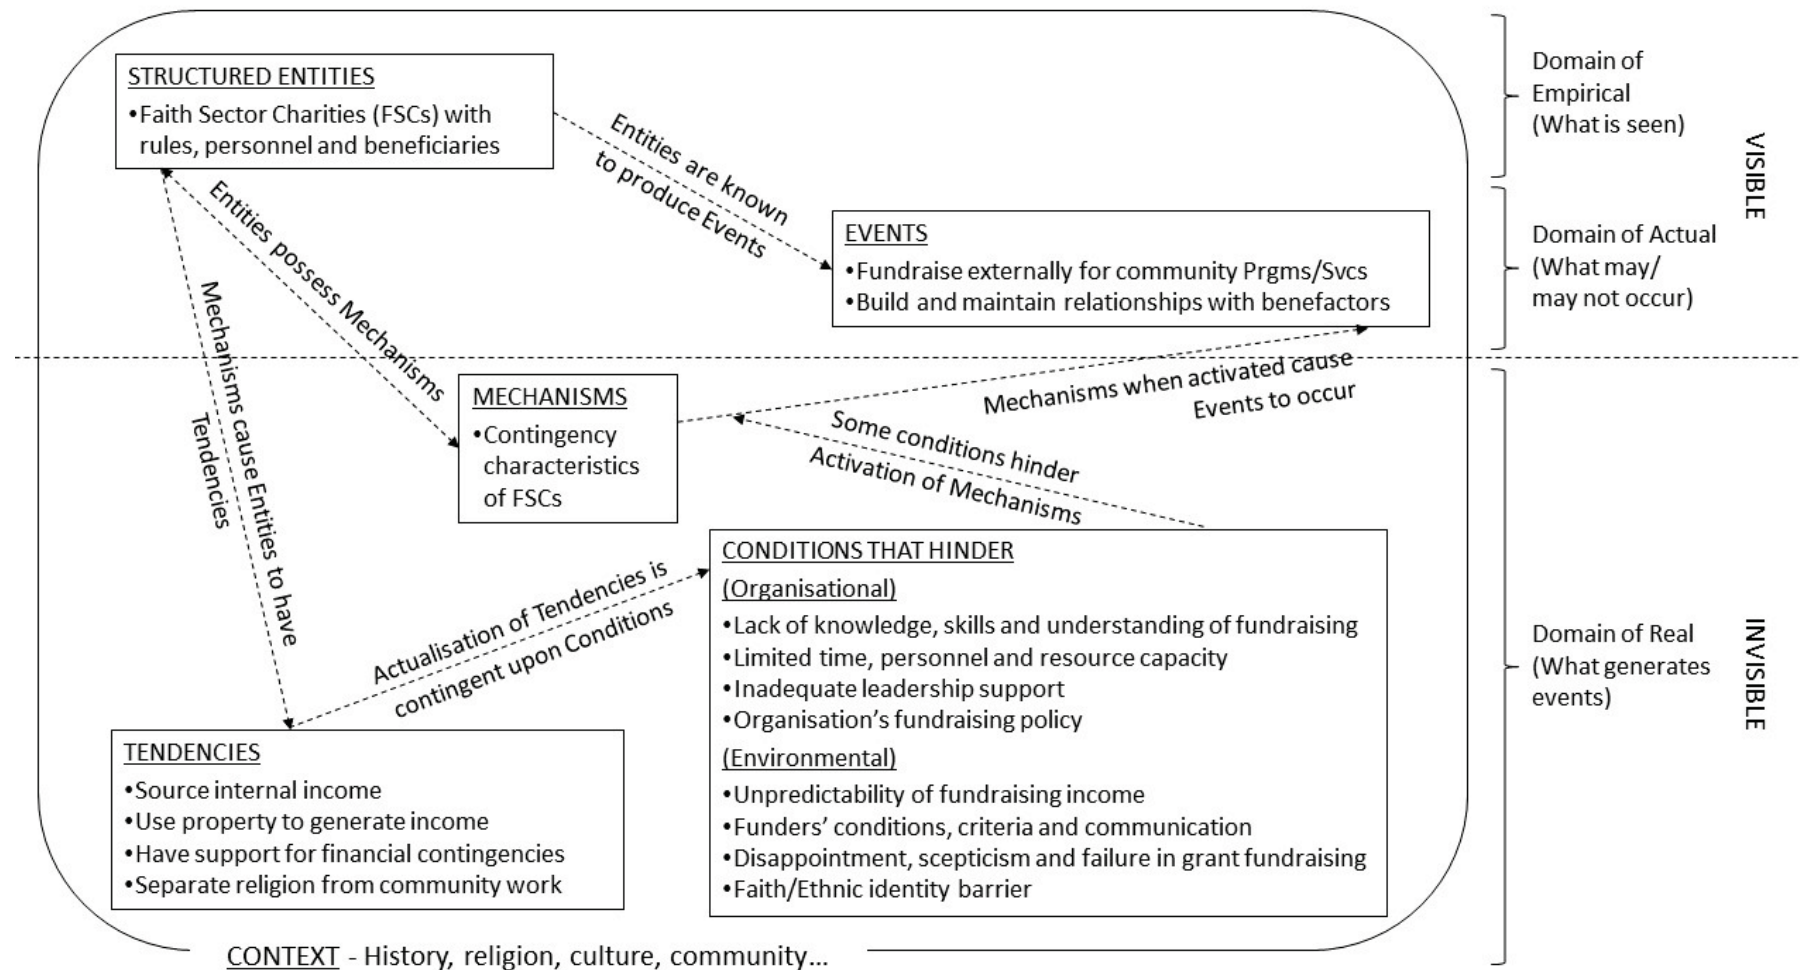 STRUCTURED ENTITIES
•Faith Sector Charities (FSCs) with
rules, personnel and beneficiaries
Entities are known
to produce Events
EVENTS
•Fundraise externally for community Prgms/Svcs
•Build and maintain relationships with benefactors
Entities possess Mechanisms
Mechanisms cause Entities to have
Tendencies
MECHANISMS
•Contingency
characteristics
of FSCs
Mechanisms when activated cause
Events to occur
Some conditions hinder
Activation of Mechanisms
CONDITIONS THAT HINDER
(Organisational)
•Lack of knowledge, skills and understanding of fundraising
•Limited time, personnel and resource capacity
•Inadequate leadership support
•Organisation’s fundraising policy
(Environmental)
•Unpredictability of fundraising income
•Funders’ conditions, criteria and communication
•Disappointment, scepticism and failure in grant fundraising
•Faith/Ethnic identity barrier
Actualisation of Tendencies is
contingent upon Conditions
TENDENCIES
•Source internal income
•Use property to generate income
•Have support for financial contingencies
•Separate religion from community work
CONTEXT - History, religion, culture, community...
Domain of
Empirical
(What is seen)
Domain of Actual
(What may/
may not occur)
VISIBLE
Domain of Real
(What generates
events)
INVISIBLE